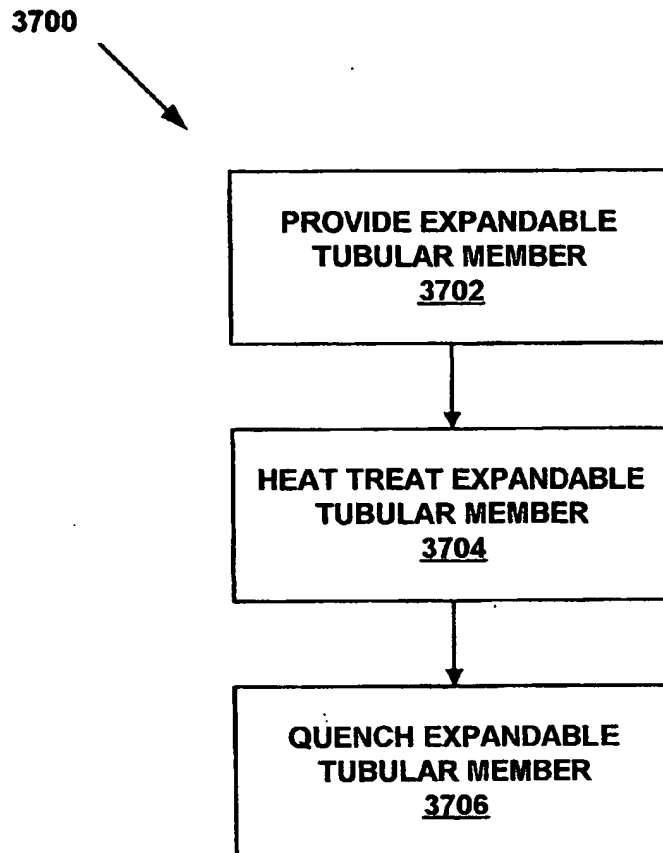 3700
PROVIDE EXPANDABLE
TUBULAR MEMBER
3702
HEAT TREAT EXPANDABLE
TUBULAR MEMBER
3704
QUENCH EXPANDABLE
TUBULAR MEMBER
3706